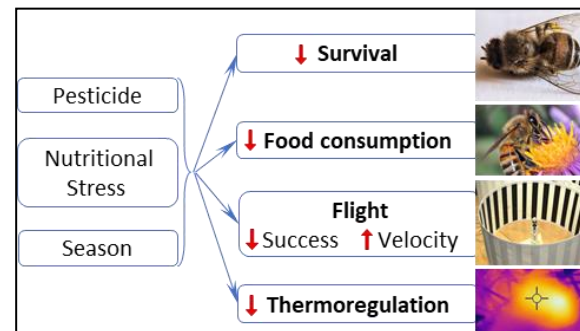 Pesticide
Nutritional
Stress
Season
↓ Survival
↓ Food consumption
Flight
↓ Success ↑ Velocity
↓ Thermoregulation